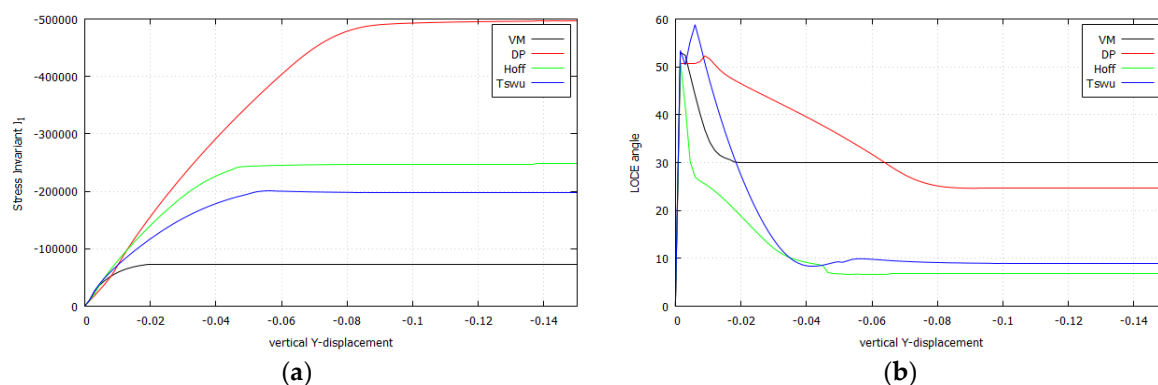 -500000
-400000
-300000
-200000
-100000
0
Stress Invariant I₁
VM
DP
Hoff
Tswu
0 -0.02 -0.04 -0.06 -0.08 -0.1 -0.12 -0.14
vertical Y-displacement
(a)
60
50
40
30
20
10
0
LODE angle
VM
DP
Hoff
Tswu
0 -0.02 -0.04 -0.06 -0.08 -0.1 -0.12 -0.14
vertical Y-displacement
(b)